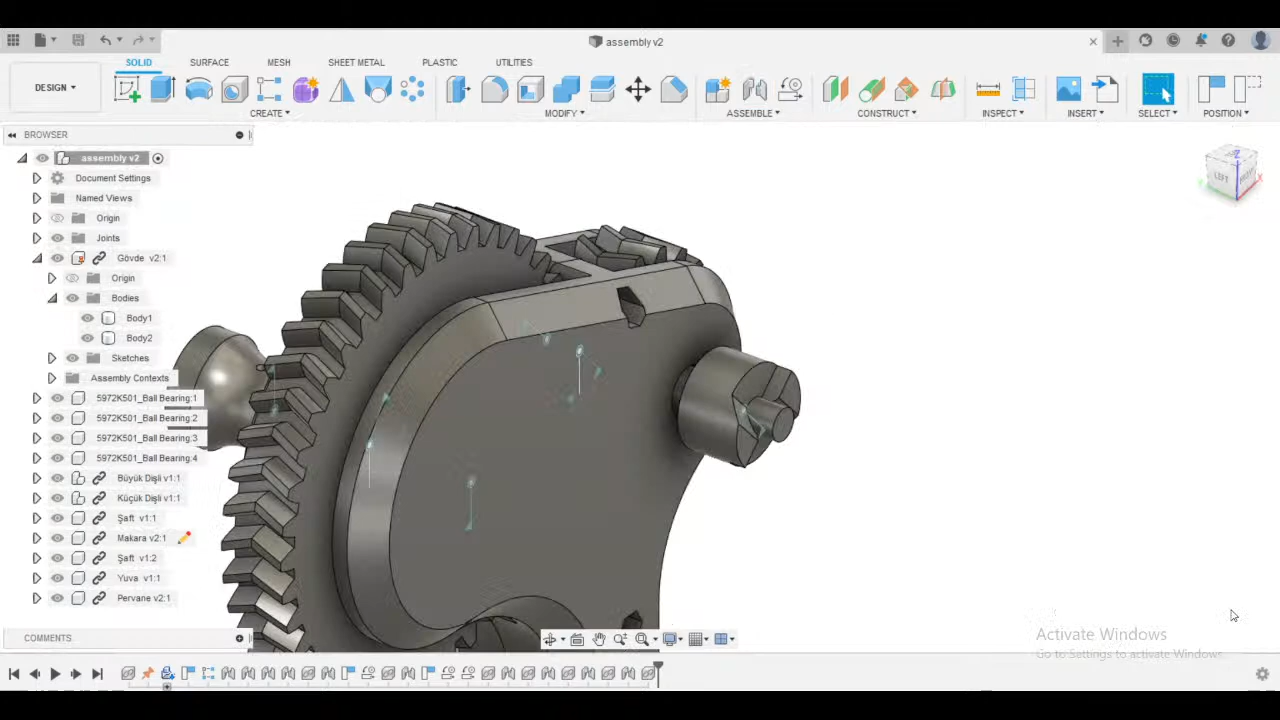 assembly v2
DESIGN
SOLID
SURFACE
MESH
SHEET METAL
PLASTIC
UTILITIES
CREATE
MODIFY
ASSEMBLE
CONSTRUCT
INSPECT
INSERT
SELECT
POSITION
BROWSER
assembly v2
Document Settings
Named Views
Origin
Joints
Gövde v2:1
Origin
Bodies
Body1
Body2
Sketches
Assembly Contexts
5972K501_Ball Bearing:1
5972K501_Ball Bearing:2
5972K501_Ball Bearing:3
5972K501_Ball Bearing:4
Büyük Dişli v1:1
Küçük Dişli v1:1
Şaft v1:1
Makara v2:1
Şaft v1:2
Yuva v1:1
Pervane v2:1
COMMENTS
LEFT
Z
X
Y
Activate Windows
Go to Settings to activate Windows.